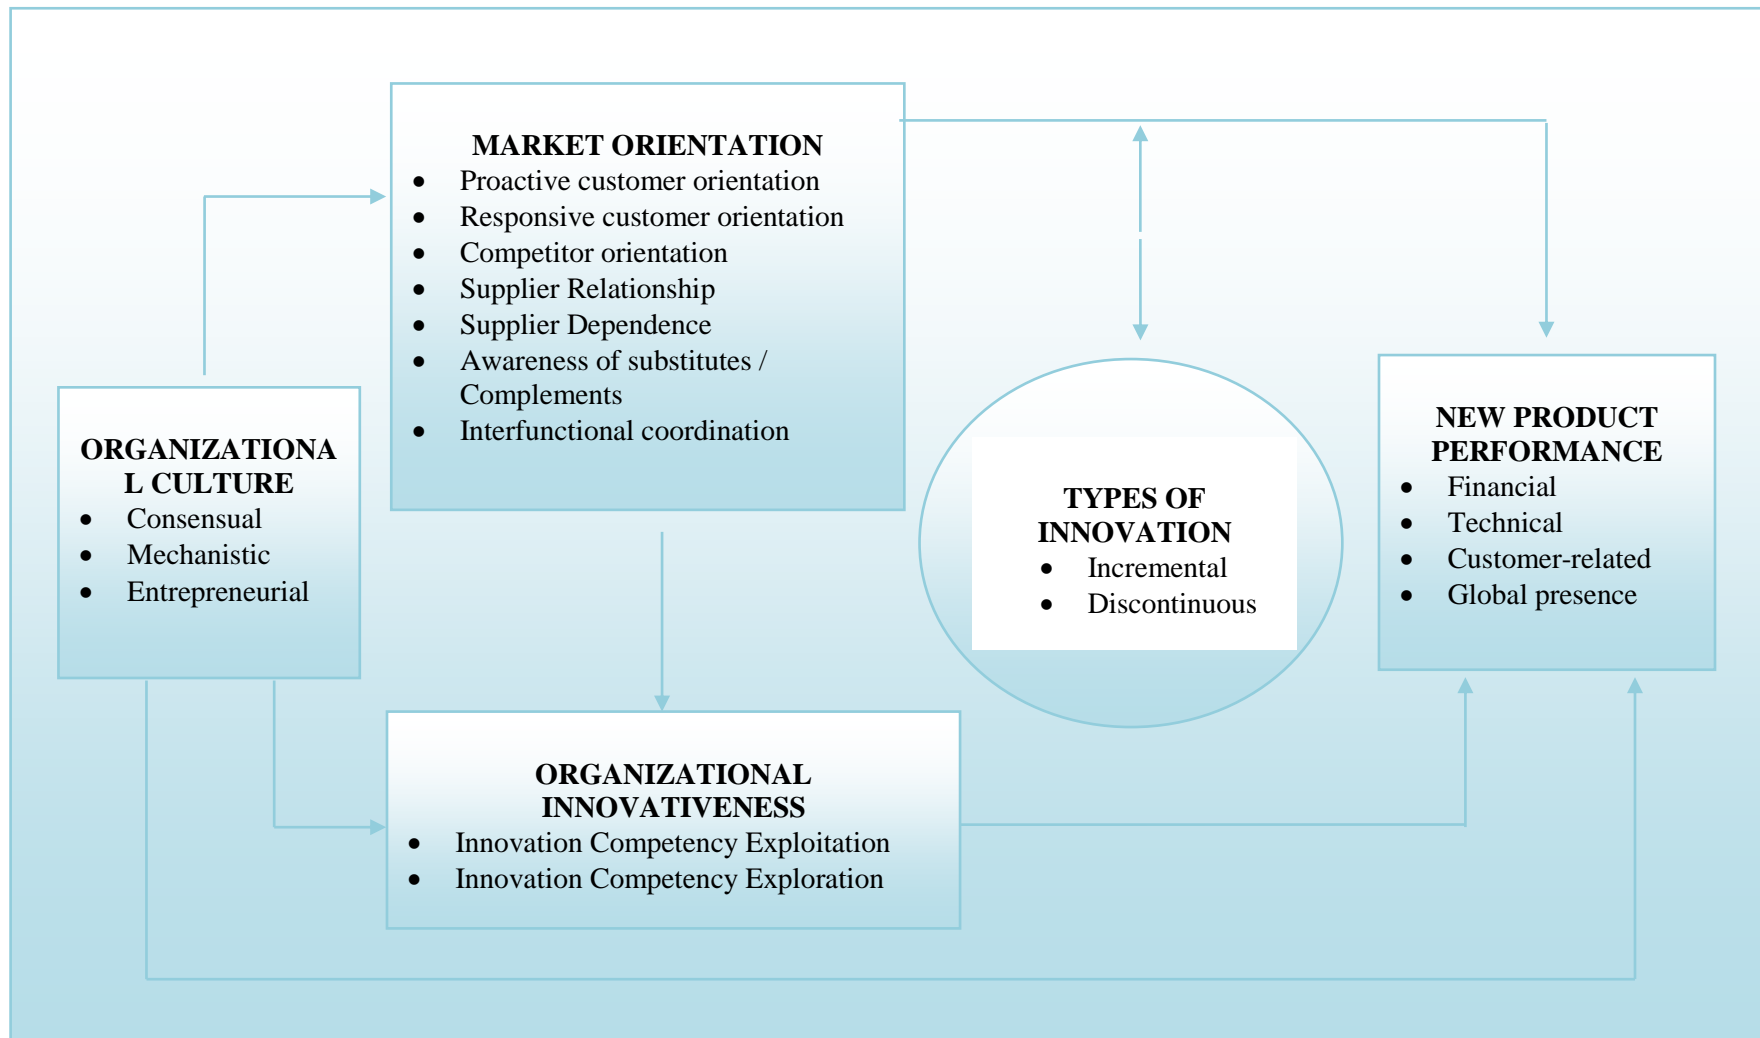 MARKET ORIENTATION
• Proactive customer orientation
• Responsive customer orientation
• Competitor orientation
• Supplier Relationship
• Supplier Dependence
• Awareness of substitutes /
Complements
• Interfunctional coordination
ORGANIZATIONA
L CULTURE
• Consensual
• Mechanistic
• Entrepreneurial
TYPES OF
INNOVATION
• Incremental
• Discontinuous
NEW PRODUCT
PERFORMANCE
• Financial
• Technical
• Customer-related
• Global presence
ORGANIZATIONAL
INNOVATIVENESS
• Innovation Competency Exploitation
• Innovation Competency Exploration